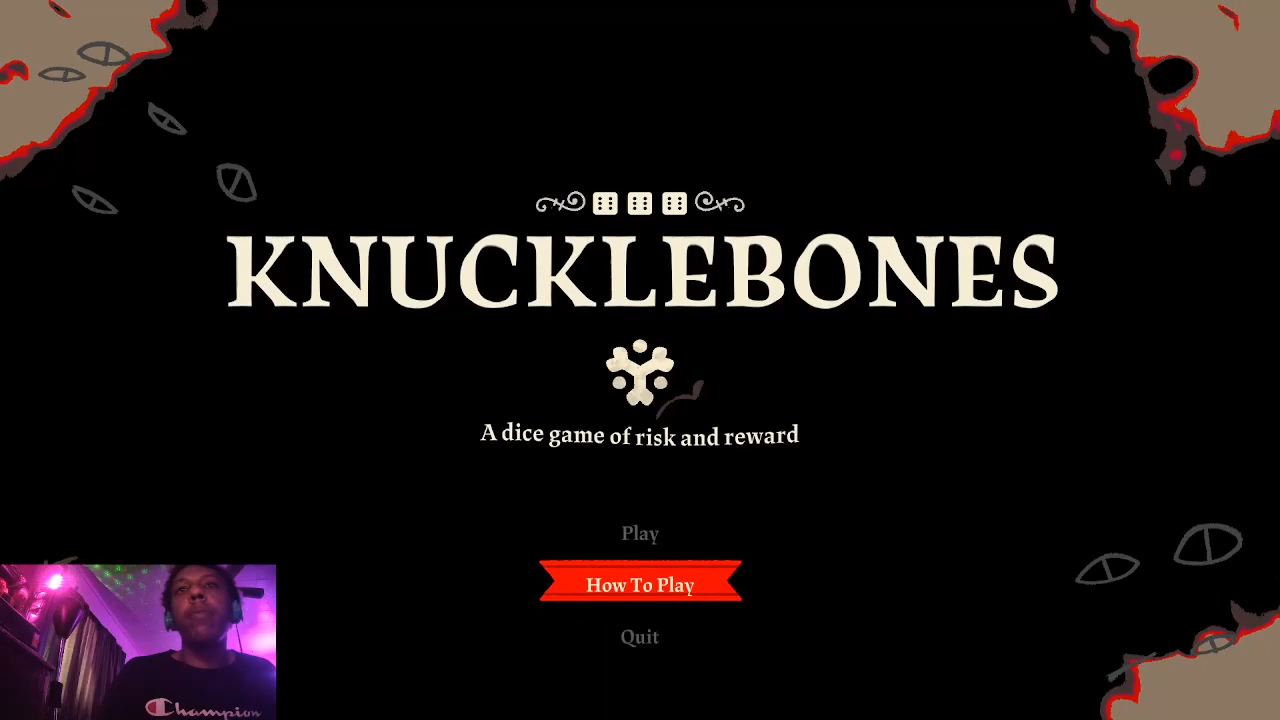 KNUCKLEBONES
A dice game of risk and reward
Play
How To Play
Quit
Champion